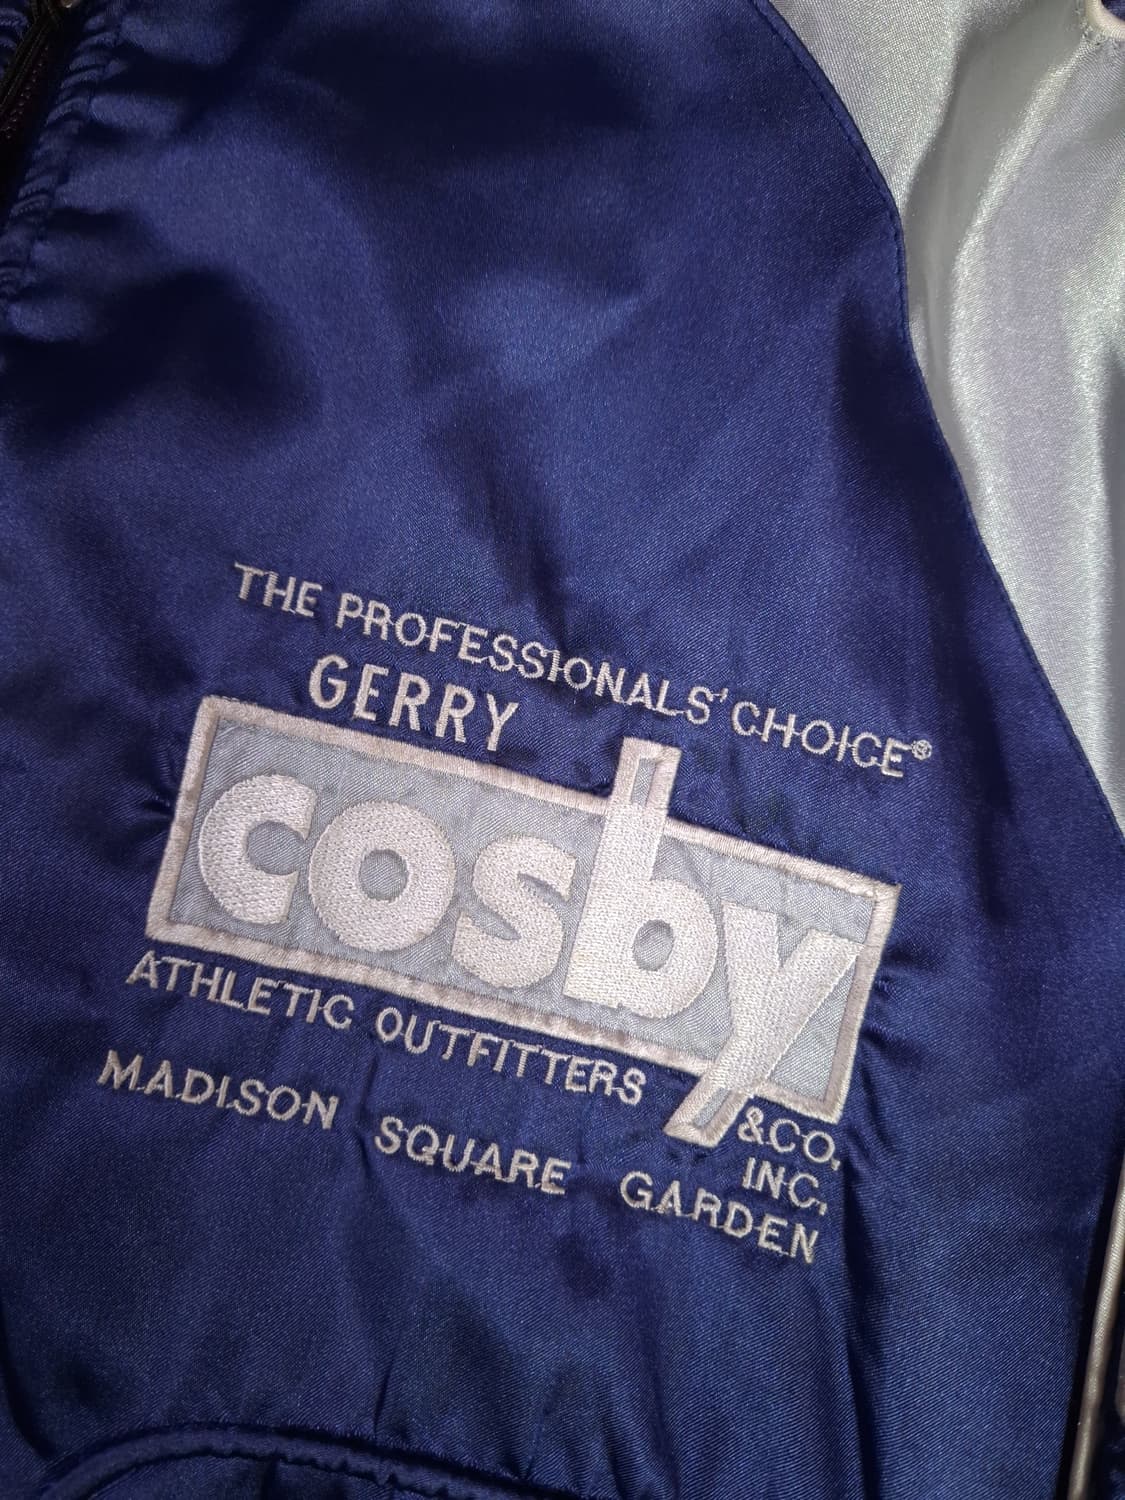 THE PROFESSIONALS' CHOICE®
GERRY
cosby
ATHLETIC OUTFITTERS
&CO,
INC,
MADISON SQUARE GARDEN